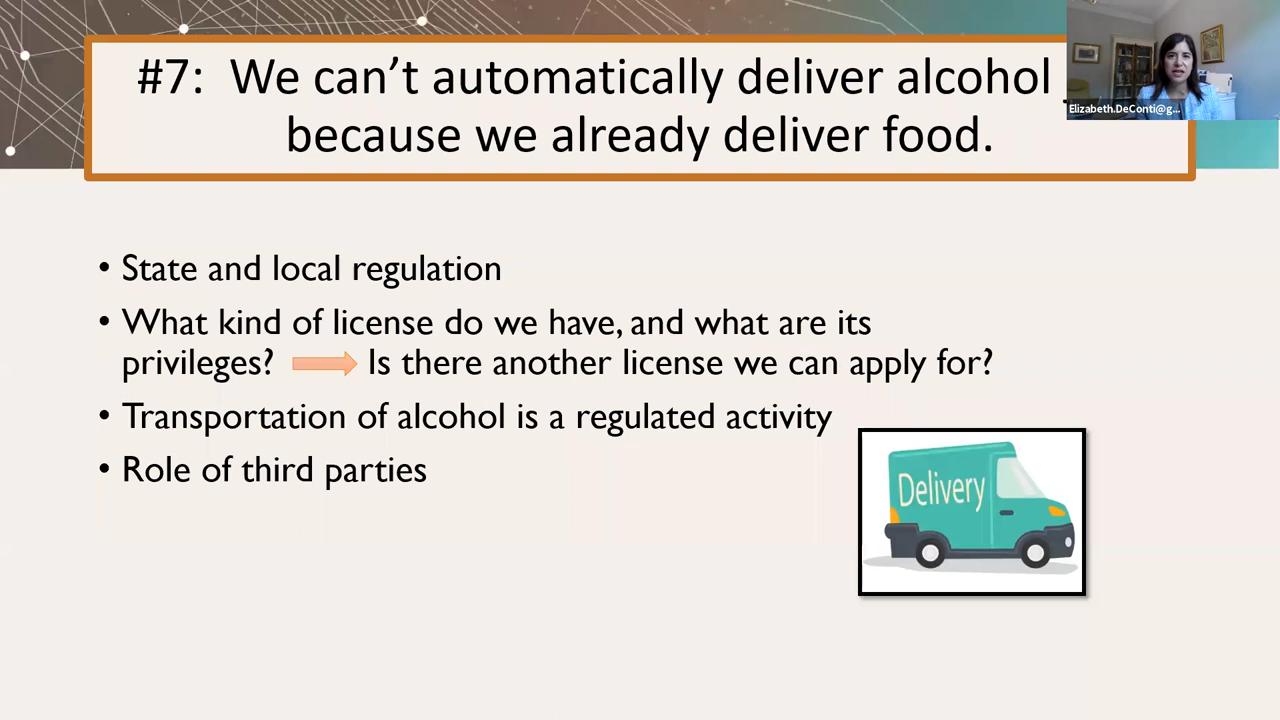 #7: We can't automatically deliver alcohol
because we already deliver food.
Elizabeth.DeConti@g...
• State and local regulation
• What kind of license do we have, and what are its
privileges? Is there another license we can apply for?
• Transportation of alcohol is a regulated activity
• Role of third parties
Delivery